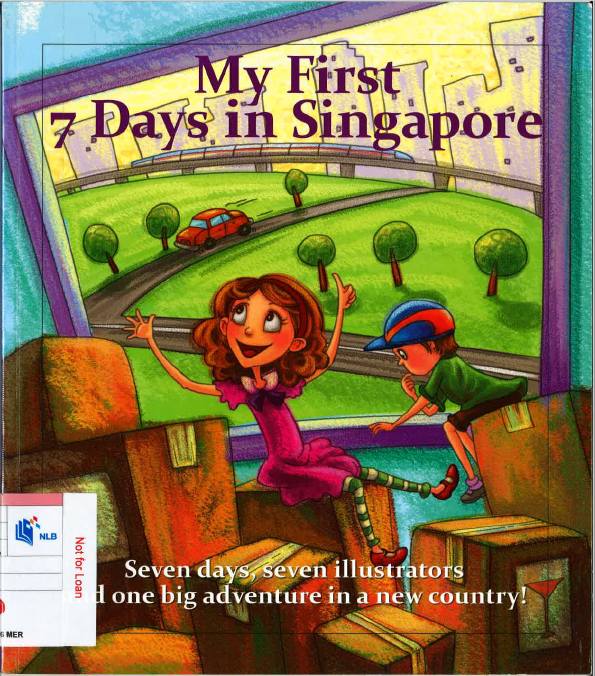 My First
7 Days in Singapore
NLB
Not for Loan
6 MER
Seven days, seven illustrators
one big adventure in a new country!